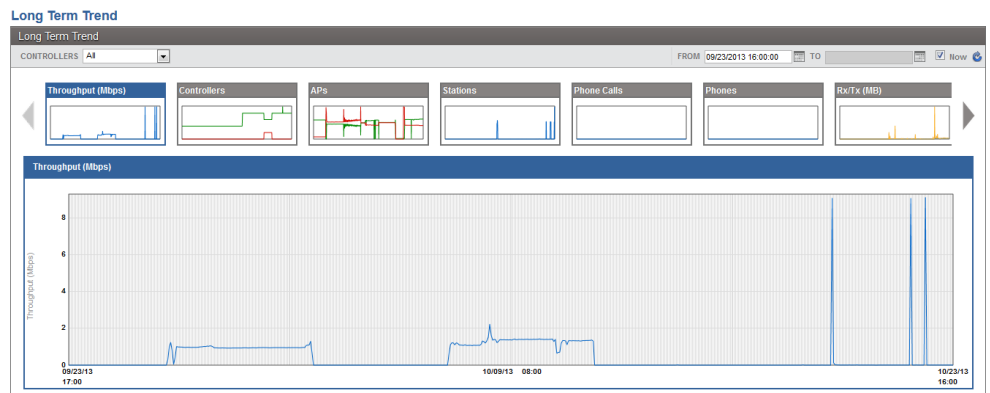 Long Term Trend
Long Term Trend
CONTROLLERS All FROM 09/23/2013 16:00:00 TO Now
Throughput (Mbps) Controllers APs Stations Phone Calls Phones Rx/Tx (MB)
Throughput (Mbps)
Throughput (Mbps)
8
6
4
2
0
09/23/13 10/09/13 08:00 10/23/13
17:00 16:00